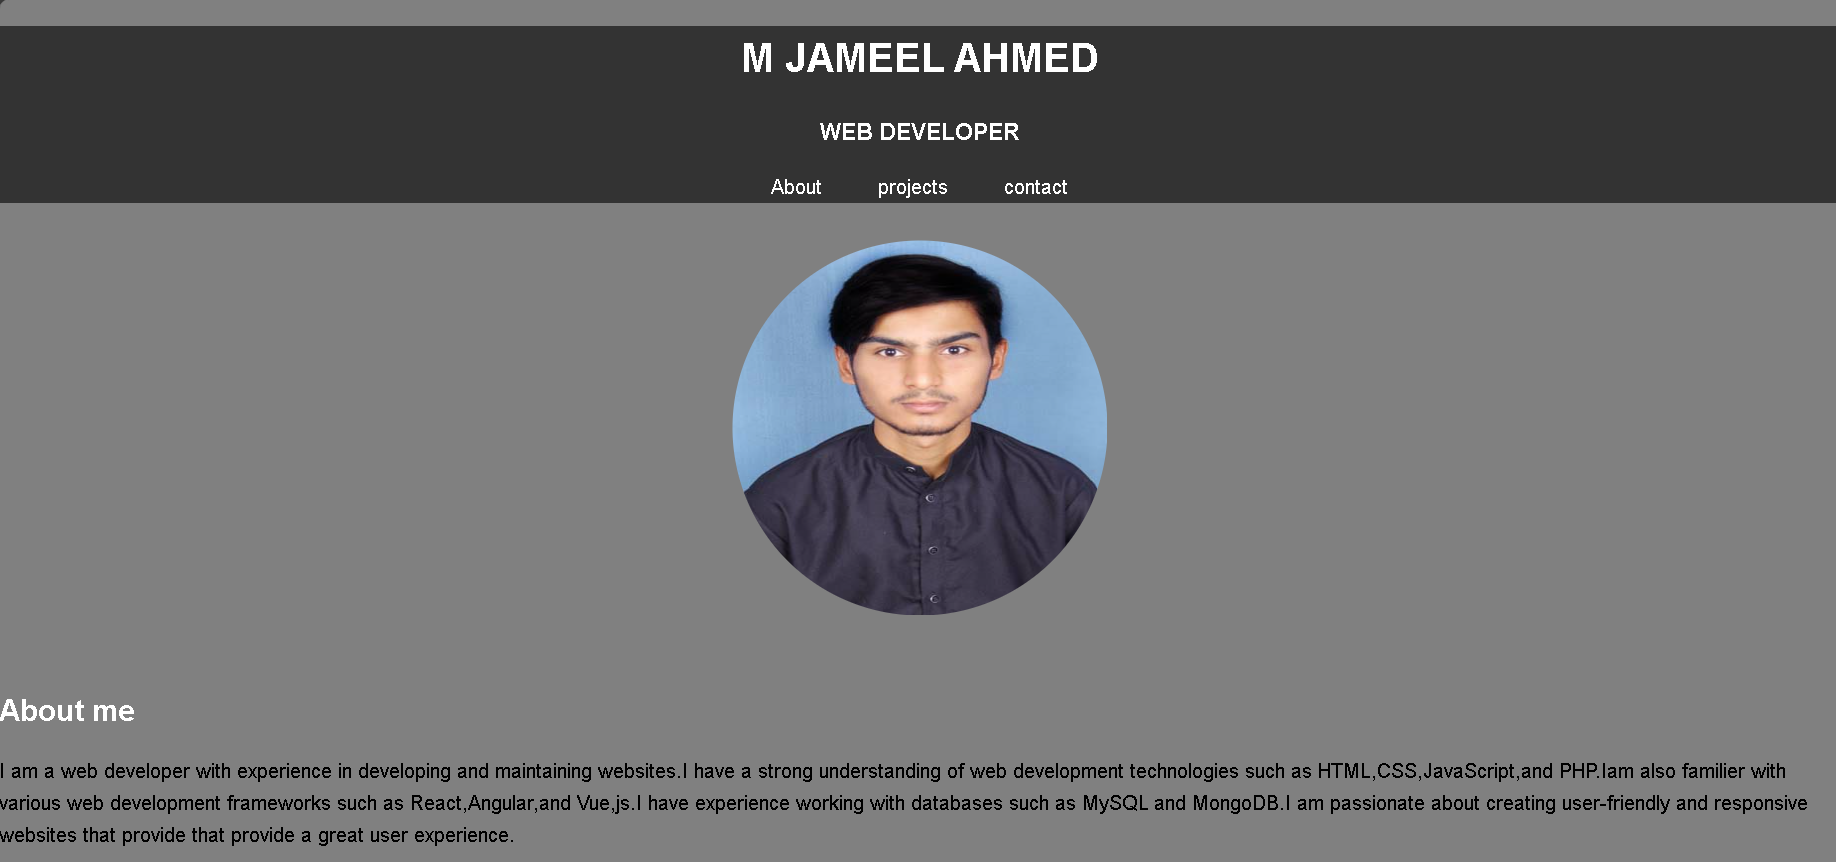 M JAMEEL AHMED
WEB DEVELOPER
About projects contact
About me
I am a web developer with experience in developing and maintaining websites.I have a strong understanding of web development technologies such as HTML,CSS,JavaScript,and PHP.Iam also familier with
various web development frameworks such as React,Angular,and Vue,js.I have experience working with databases such as MySQL and MongoDB.I am passionate about creating user-friendly and responsive
websites that provide that provide a great user experience.